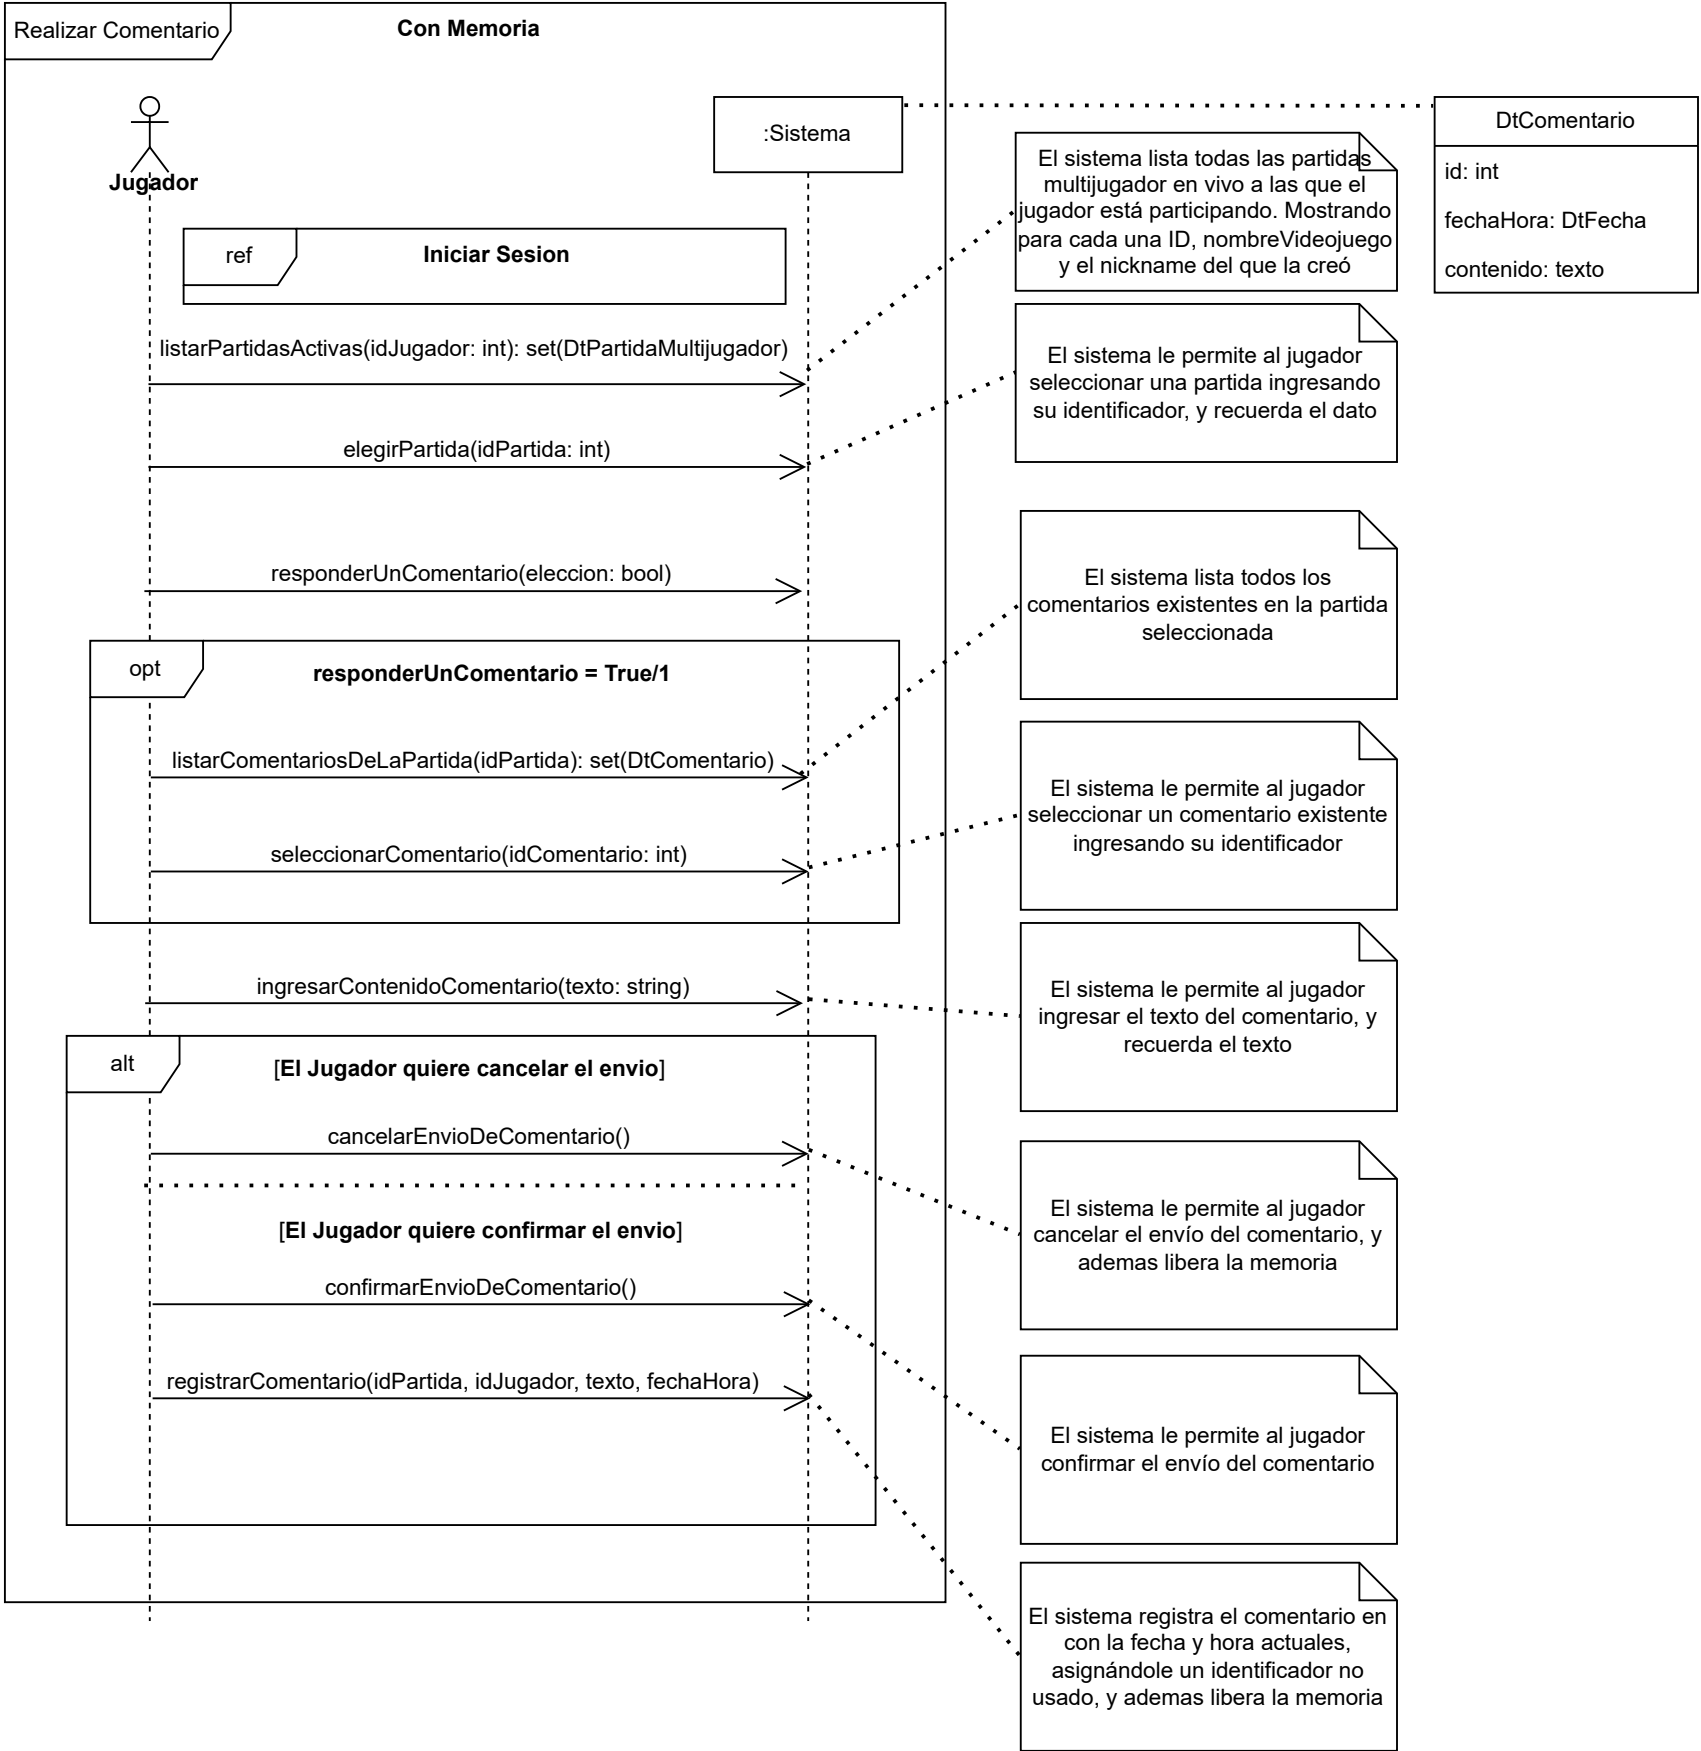 Realizar Comentario
Con Memoria
Jugador
:Sistema
DtComentario
id: int
fechaHora: DtFecha
contenido: texto
El sistema lista todas las partidas
multijugador en vivo a las que el
jugador está participando. Mostrando
para cada una ID, nombreVideojuego
y el nickname del que la creó
ref
Iniciar Sesion
listarPartidasActivas(idJugador: int): set(DtPartidaMultijugador)
El sistema le permite al jugador
seleccionar una partida ingresando
su identificador, y recuerda el dato
elegirPartida(idPartida: int)
responderUnComentario(eleccion: bool)
El sistema lista todos los
comentarios existentes en la partida
seleccionada
opt
responderUnComentario = True/1
listarComentariosDeLaPartida(idPartida): set(DtComentario)
El sistema le permite al jugador
seleccionar un comentario existente
ingresando su identificador
seleccionarComentario(idComentario: int)
ingresarContenidoComentario(texto: string)
El sistema le permite al jugador
ingresar el texto del comentario, y
recuerda el texto
alt
[El Jugador quiere cancelar el envio]
cancelarEnvioDeComentario()
El sistema le permite al jugador
cancelar el envío del comentario, y
ademas libera la memoria
[El Jugador quiere confirmar el envio]
confirmarEnvioDeComentario()
registrarComentario(idPartida, idJugador, texto, fechaHora)
El sistema le permite al jugador
confirmar el envío del comentario
El sistema registra el comentario en
con la fecha y hora actuales,
asignándole un identificador no
usado, y ademas libera la memoria